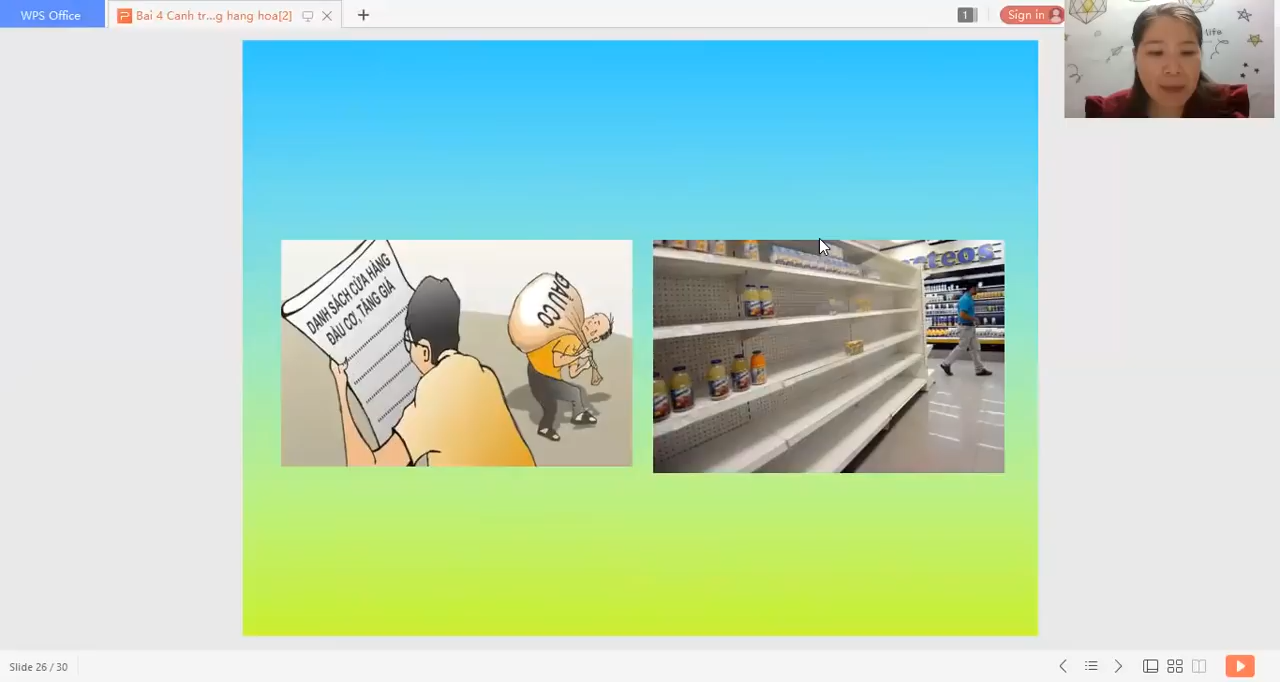 WPS Office
Bai 4 Canh tr...g hang hoa[2]
1
Sign in
life
DANH SÁCH CỬA HÀNG
ĐẦU CƠ, TĂNG GIÁ
ĐẦU CƠ
Slide 26 / 30